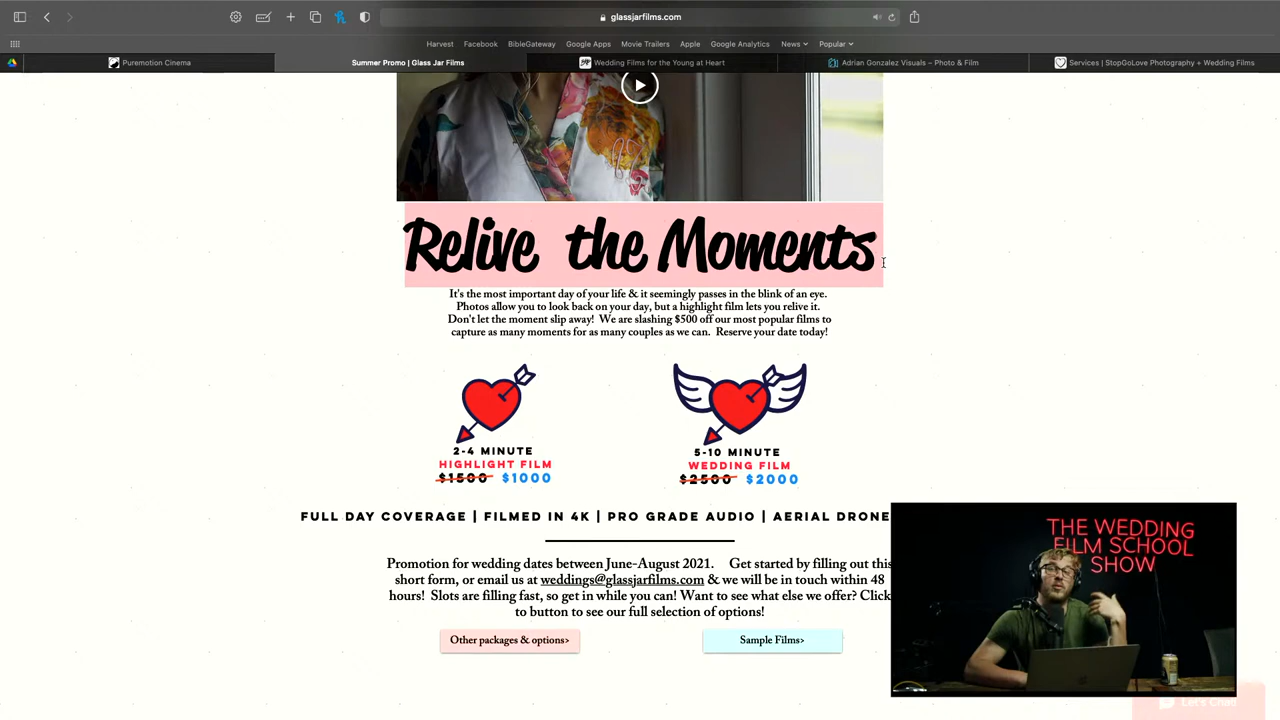 glassjarfilms.com
Harvest Facebook BibleGateway Google Apps Movie Trailers Apple Google Analytics News Popular
Puremotion Cinema Summer Promo | Glass Jar Films Wedding Films for the Young at Heart Adrian Gonzalez Visuals – Photo & Film Services | StopGoLove Photography + Wedding Films
Relive the Moments
It's the most important day of your life & it seemingly passes in the blink of an eye.
Photos allow you to look back on your day, but a highlight film lets you relive it.
Don't let the moment slip away! We are slashing $500 off our most popular films to
capture as many moments for as many couples as we can. Reserve your date today!
2-4 MINUTE
HIGHLIGHT FILM
$1500 $1000
5-10 MINUTE
WEDDING FILM
$2500 $2000
FULL DAY COVERAGE | FILMED IN 4K | PRO GRADE AUDIO | AERIAL DRONE
Promotion for wedding dates between June-August 2021. Get started by filling out this
short form, or email us at weddings@glassjarfilms.com & we will be in touch within 48
hours! Slots are filling fast, so get in while you can! Want to see what else we offer? Click
to button to see our full selection of options!
Other packages & options>
Sample Films>
THE WEDDING
FILM SCHOOL
SHOW
Let's Chat